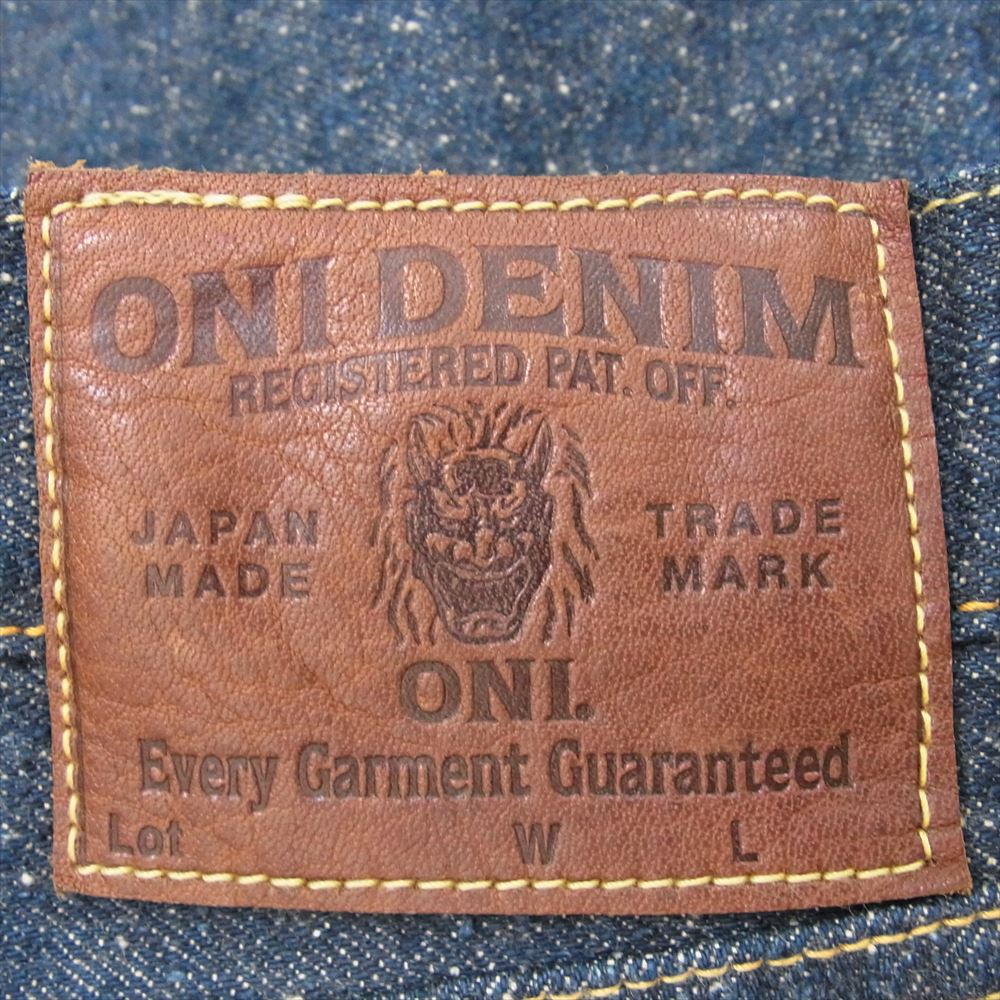 ONI DENIM
REGISTERED PAT. OFF.
JAPAN MADE
TRADE MARK
ONI.
Every Garment Guaranteed
Lot W L